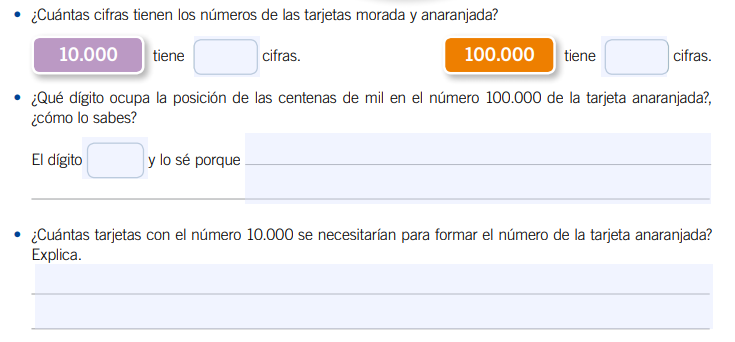 • ¿Cuántas cifras tienen los números de las tarjetas morada y anaranjada?
10.000 tiene cifras. 100.000 tiene cifras.
• ¿Qué dígito ocupa la posición de las centenas de mil en el número 100.000 de la tarjeta anaranjada?,
¿cómo lo sabes?
El dígito y lo sé porque
• ¿Cuántas tarjetas con el número 10.000 se necesitarían para formar el número de la tarjeta anaranjada?
Explica.